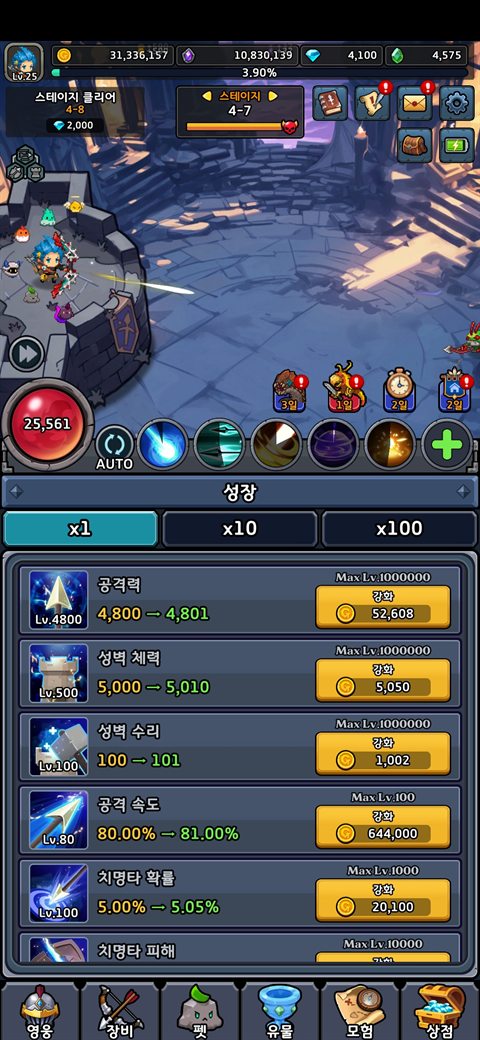 Lv.25
31,336,157
10,830,139
4,100
4,575
3.90%
스테이지 클리어
4-8
2,000
스테이지
4-7
3일
1일
2일
2일
25,561
AUTO
성장
x1
x10
x100
공격력
4,800 → 4,801
Lv.4800
Max Lv.1000000
강화
52,608
성벽 체력
5,000 → 5,010
Lv.500
Max Lv.1000000
강화
5,050
성벽 수리
100 → 101
Lv.100
Max Lv.1000000
강화
1,002
공격 속도
80.00% → 81.00%
Lv.80
Max Lv.100
강화
644,000
치명타 확률
5.00% → 5.05%
Lv.100
Max Lv.1000
강화
20,100
치명타 피해
Max Lv.10000
강화
영웅
장비
펫
유물
모험
상점